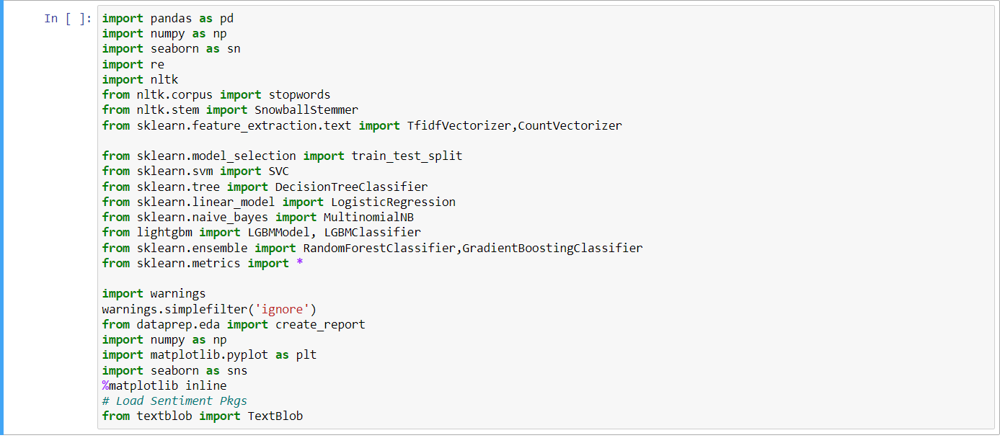 In [ ]:
import pandas as pd
import numpy as np
import seaborn as sn
import re
import nltk
from nltk.corpus import stopwords
from nltk.stem import SnowballStemmer
from sklearn.feature_extraction.text import TfidfVectorizer,CountVectorizer
from sklearn.model_selection import train_test_split
from sklearn.svm import SVC
from sklearn.tree import DecisionTreeClassifier
from sklearn.linear_model import LogisticRegression
from sklearn.naive_bayes import MultinomialNB
from lightgbm import LGBMModel, LGBMClassifier
from sklearn.ensemble import RandomForestClassifier,GradientBoostingClassifier
from sklearn.metrics import *
import warnings
warnings.simplefilter('ignore')
from dataprep.eda import create_report
import numpy as np
import matplotlib.pyplot as plt
import seaborn as sns
%matplotlib inline
# Load Sentiment Pkgs
from textblob import TextBlob